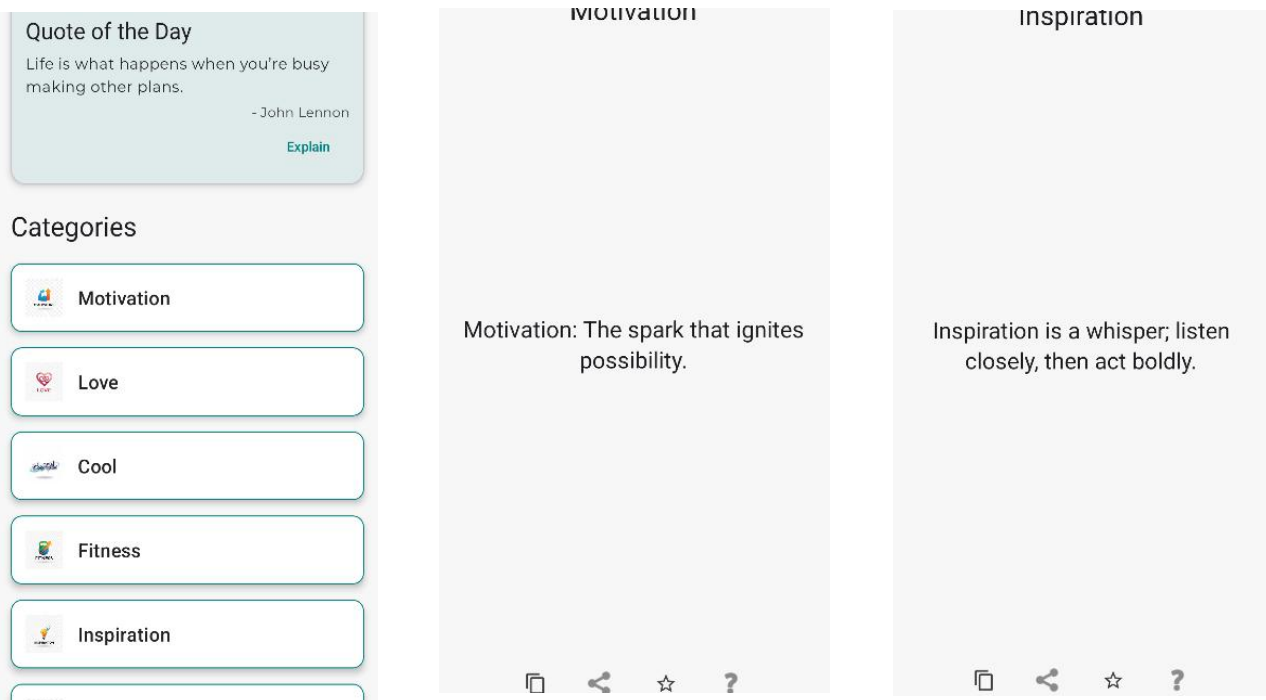 Quote of the Day
Life is what happens when you're busy
making other plans.
- John Lennon
Explain
Categories
Motivation
Love
Cool
Fitness
Inspiration
Motivation
Motivation: The spark that ignites
possibility.
Inspiration
Inspiration is a whisper; listen
closely, then act boldly.